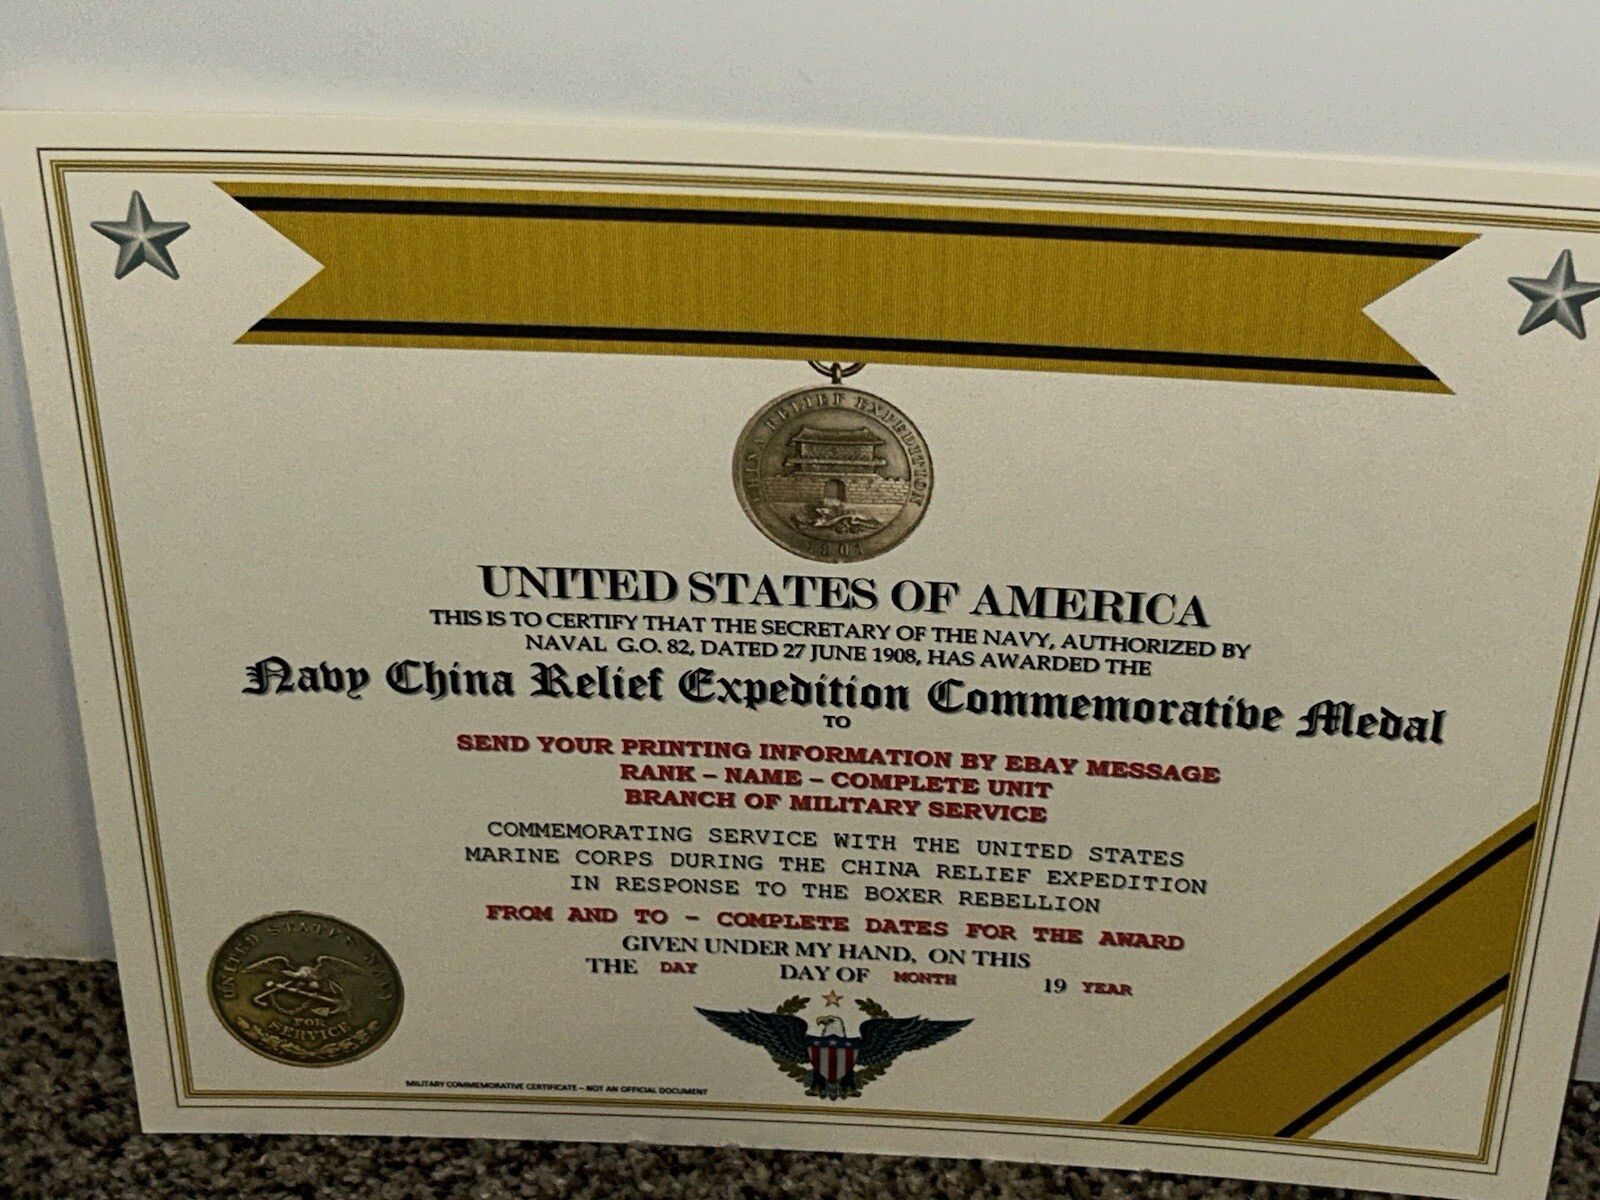 CHINA RELIEF EXPEDITION
1901
UNITED STATES OF AMERICA
THIS IS TO CERTIFY THAT THE SECRETARY OF THE NAVY, AUTHORIZED BY
NAVAL G.O. 82, DATED 27 JUNE 1908, HAS AWARDED THE
Navy China Relief Expedition Commemorative Medal
TO
SEND YOUR PRINTING INFORMATION BY EBAY MESSAGE
RANK – NAME – COMPLETE UNIT
BRANCH OF MILITARY SERVICE
COMMEMORATING SERVICE WITH THE UNITED STATES
MARINE CORPS DURING THE CHINA RELIEF EXPEDITION
IN RESPONSE TO THE BOXER REBELLION
FROM AND TO – COMPLETE DATES FOR THE AWARD
GIVEN UNDER MY HAND, ON THIS
THE DAY DAY OF MONTH 19 YEAR
UNITED STATES NAVY
FOR
SERVICE
MILITARY COMMEMORATIVE CERTIFICATE – NOT AN OFFICIAL DOCUMENT